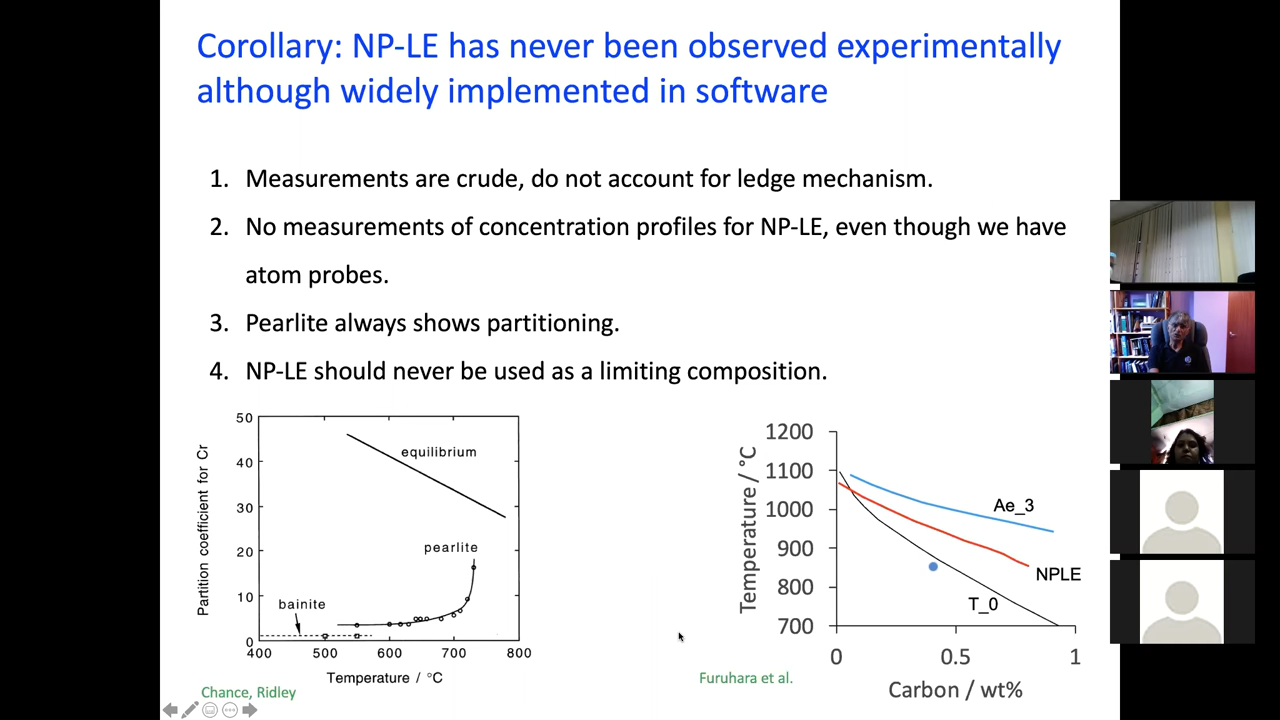 Corollary: NP-LE has never been observed experimentally
although widely implemented in software
1. Measurements are crude, do not account for ledge mechanism.
2. No measurements of concentration profiles for NP-LE, even though we have
atom probes.
3. Pearlite always shows partitioning.
4. NP-LE should never be used as a limiting composition.
Partition coefficient for Cr
50
40
30
20
10
0
equilibrium
pearlite
bainite
400 500 600 700 800
Temperature / °C
Chance, Ridley
Temperature / °C
1200
1100
1000
900
800
700
Ae_3
NPLE
T_0
0 0.5 1
Carbon / wt%
Furuhara et al.